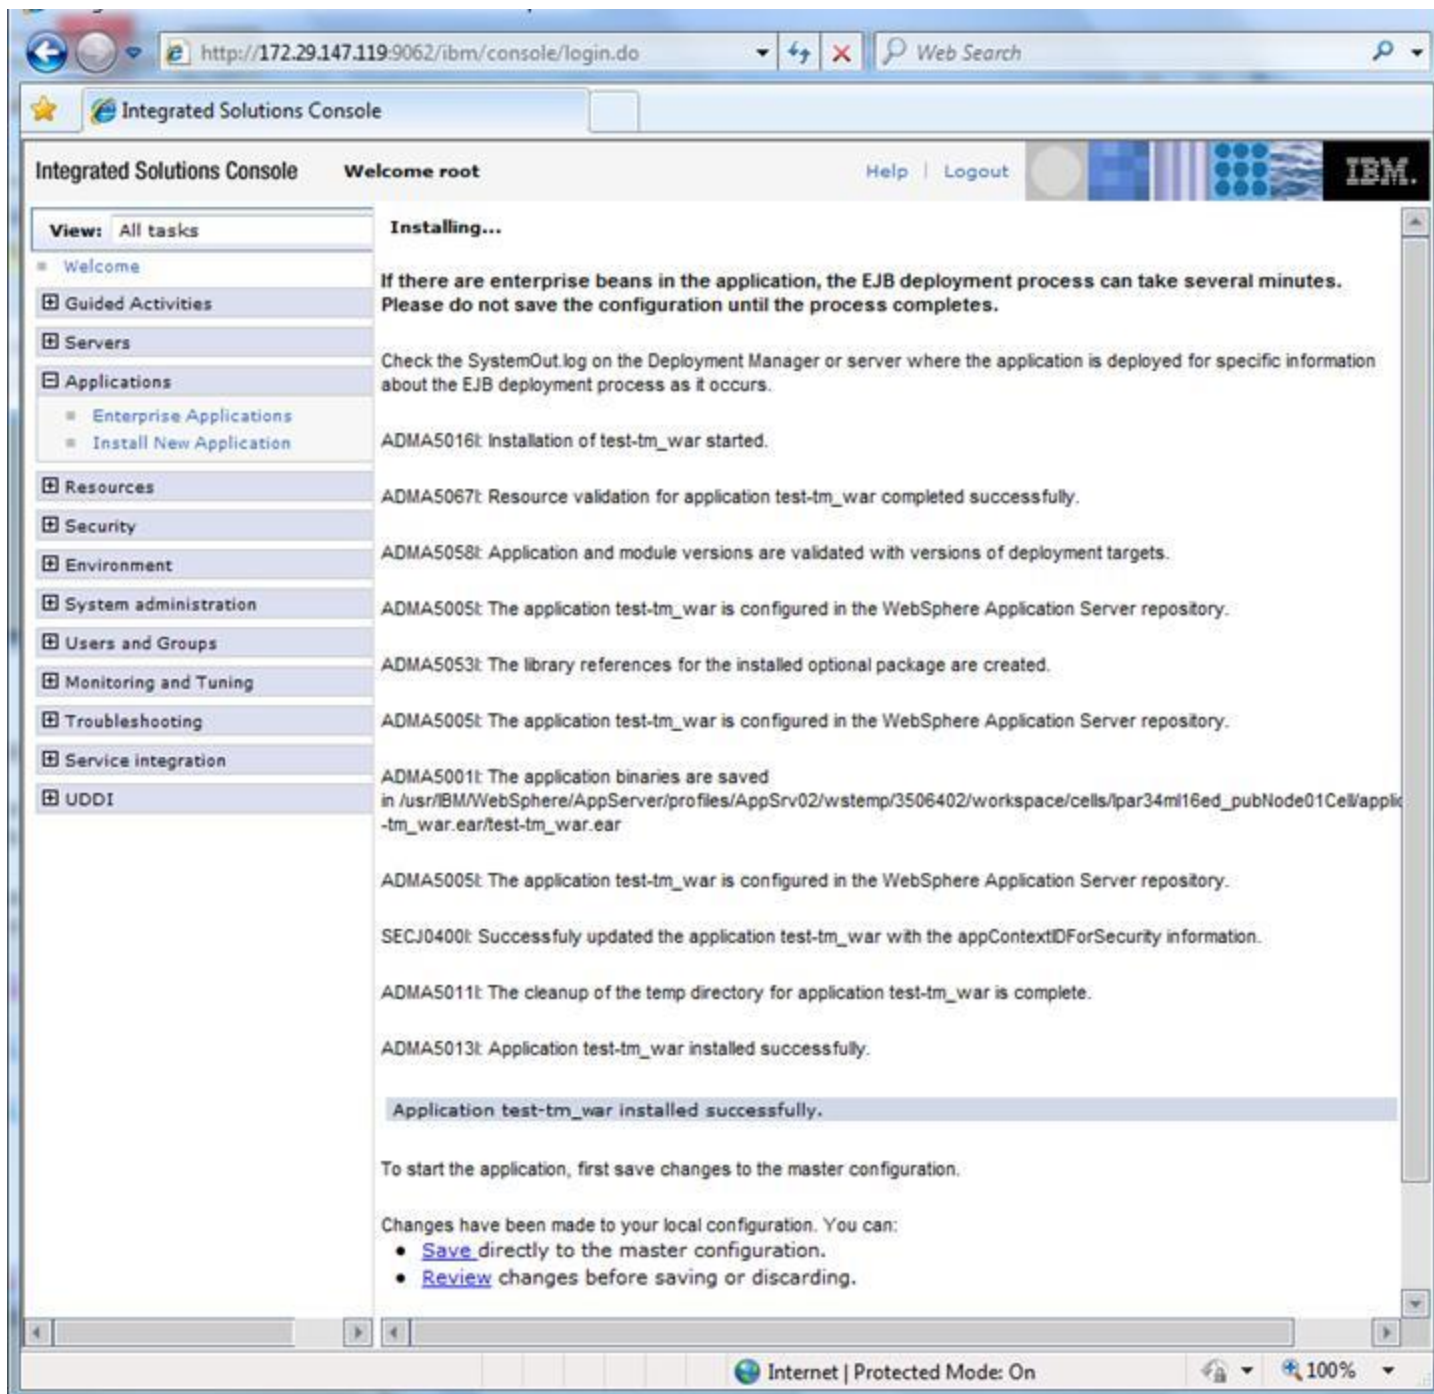 http://172.29.147.119:9062/ibm/console/login.do
Web Search
Integrated Solutions Console
Integrated Solutions Console Welcome root Help | Logout IBM.
View: All tasks
Welcome
Guided Activities
Servers
Applications
Enterprise Applications
Install New Application
Resources
Security
Environment
System administration
Users and Groups
Monitoring and Tuning
Troubleshooting
Service integration
UDDI
Installing...
If there are enterprise beans in the application, the EJB deployment process can take several minutes.
Please do not save the configuration until the process completes.
Check the SystemOut.log on the Deployment Manager or server where the application is deployed for specific information
about the EJB deployment process as it occurs.
ADMA5016I: Installation of test-tm_war started.
ADMA5067I: Resource validation for application test-tm_war completed successfully.
ADMA5058I: Application and module versions are validated with versions of deployment targets.
ADMA5005I: The application test-tm_war is configured in the WebSphere Application Server repository.
ADMA5053I: The library references for the installed optional package are created.
ADMA5005I: The application test-tm_war is configured in the WebSphere Application Server repository.
ADMA5001I: The application binaries are saved
in /usr/IBM/WebSphere/AppServer/profiles/AppSrv02/wstemp/3506402/workspace/cells/lpar34ml16ed_pubNode01Cell/applic
-tm_war.ear/test-tm_war.ear
ADMA5005I: The application test-tm_war is configured in the WebSphere Application Server repository.
SECJ0400I: Successfuly updated the application test-tm_war with the appContextIDForSecurity information.
ADMA5011I: The cleanup of the temp directory for application test-tm_war is complete.
ADMA5013I: Application test-tm_war installed successfully.
Application test-tm_war installed successfully.
To start the application, first save changes to the master configuration.
Changes have been made to your local configuration. You can:
Save directly to the master configuration.
Review changes before saving or discarding.
Internet | Protected Mode: On
100%